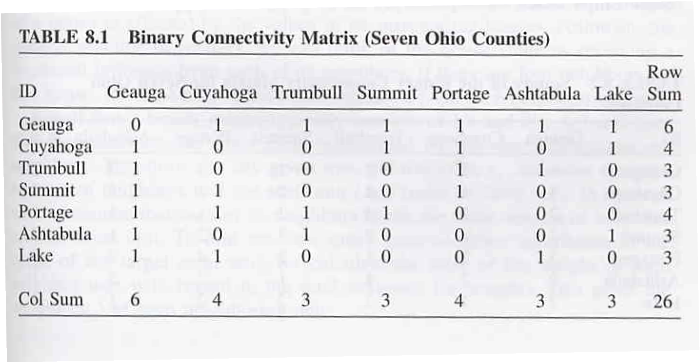 TABLE 8.1 Binary Connectivity Matrix (Seven Ohio Counties)
Row
ID Geauga Cuyahoga Trumbull Summit Portage Ashtabula Lake Sum
Geauga 0 1 1 1 1 1 1 6
Cuyahoga 1 0 0 1 1 0 1 4
Trumbull 1 0 0 0 1 1 0 3
Summit 1 1 0 0 1 0 0 3
Portage 1 1 1 1 0 0 0 4
Ashtabula 1 0 1 0 0 0 1 3
Lake 1 1 0 0 0 1 0 3
Col Sum 6 4 3 3 4 3 3 26